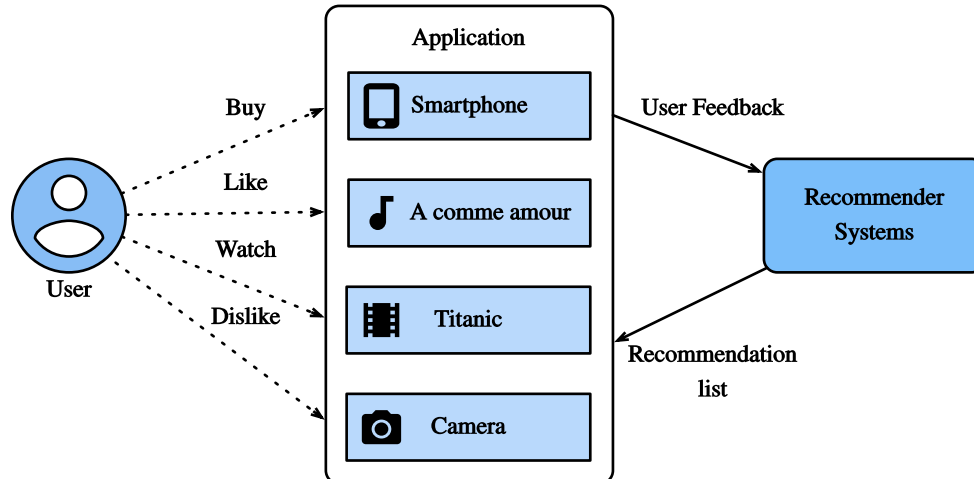 Application
Buy
Smartphone
User Feedback
Like
A comme amour
Recommender
Systems
Watch
User
Dislike
Titanic
Recommendation
list
Camera